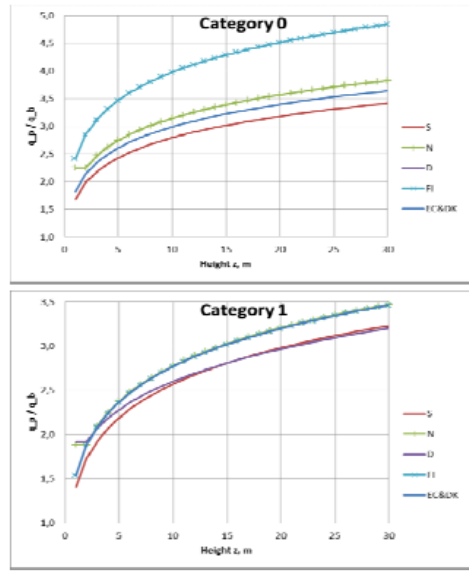 Category 0
5,0
4,5
4,0
3,5
3,0
2,5
2,0
1,5
1,0
q_p / q_b
0 5 10 15 20 25 30
Height z, m
S
N
D
FI
EC&DK
Category 1
3,5
3,0
2,5
2,0
1,5
1,0
q_p / q_b
0 5 10 15 20 25 30
Height z, m
S
N
D
FI
EC&DK